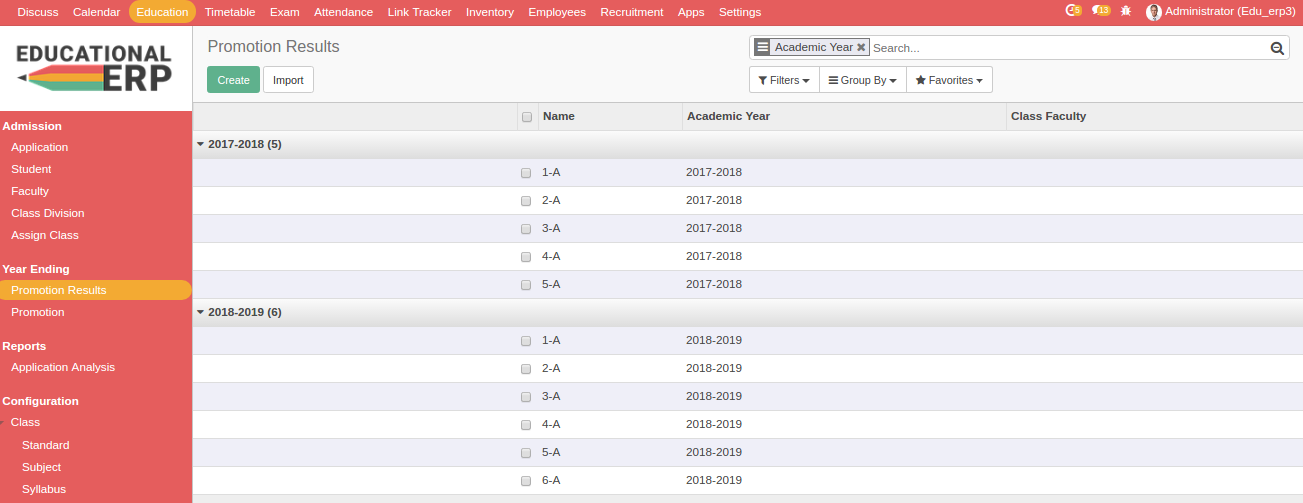 Discuss Calendar Education Timetable Exam Attendance Link Tracker Inventory Employees Recruitment Apps Settings 5 13 Administrator (Edu_erp3)
EDUCATIONAL
ERP
Promotion Results
Academic Year Search...
Create Import
Filters Group By Favorites
Admission
Application
Student
Faculty
Class Division
Assign Class
Year Ending
Promotion Results
Promotion
Reports
Application Analysis
Configuration
Class
Standard
Subject
Syllabus
Name Academic Year Class Faculty
2017-2018 (5)
1-A 2017-2018
2-A 2017-2018
3-A 2017-2018
4-A 2017-2018
5-A 2017-2018
2018-2019 (6)
1-A 2018-2019
2-A 2018-2019
3-A 2018-2019
4-A 2018-2019
5-A 2018-2019
6-A 2018-2019